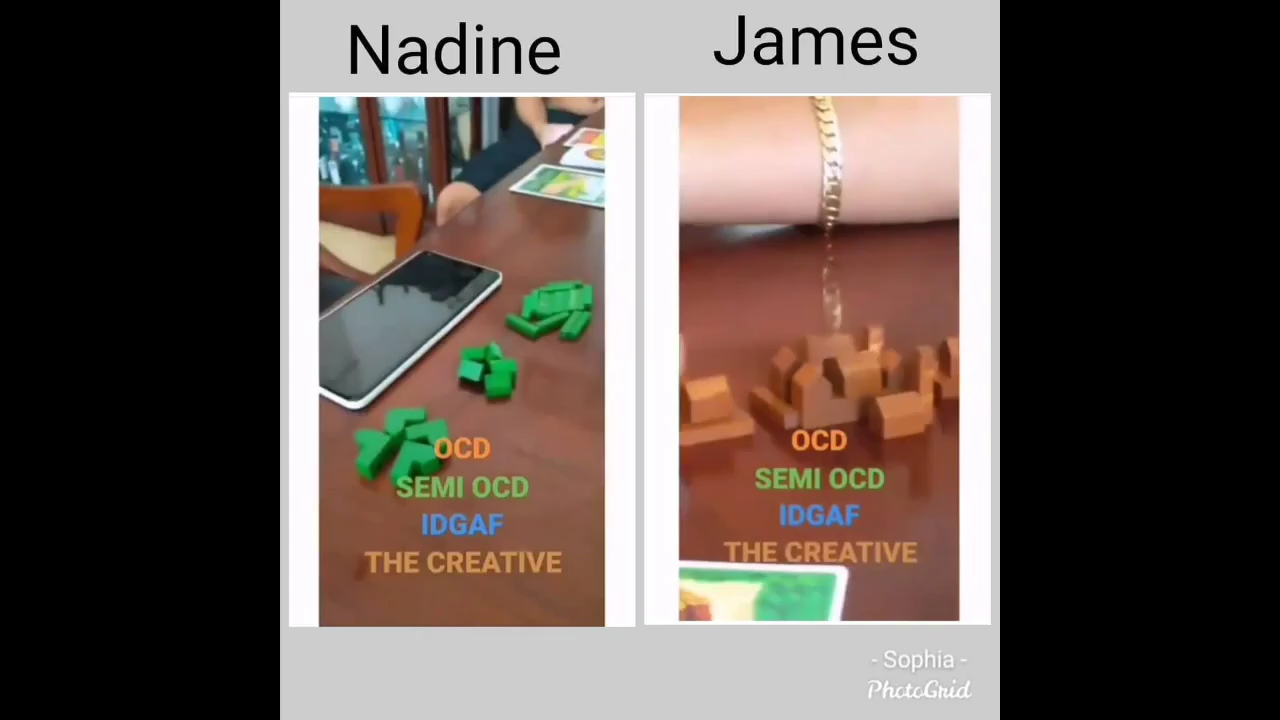 Nadine
James
OCD
SEMI OCD
IDGAF
THE CREATIVE
OCD
SEMI OCD
IDGAF
THE CREATIVE
- Sophia -
PhotoGrid